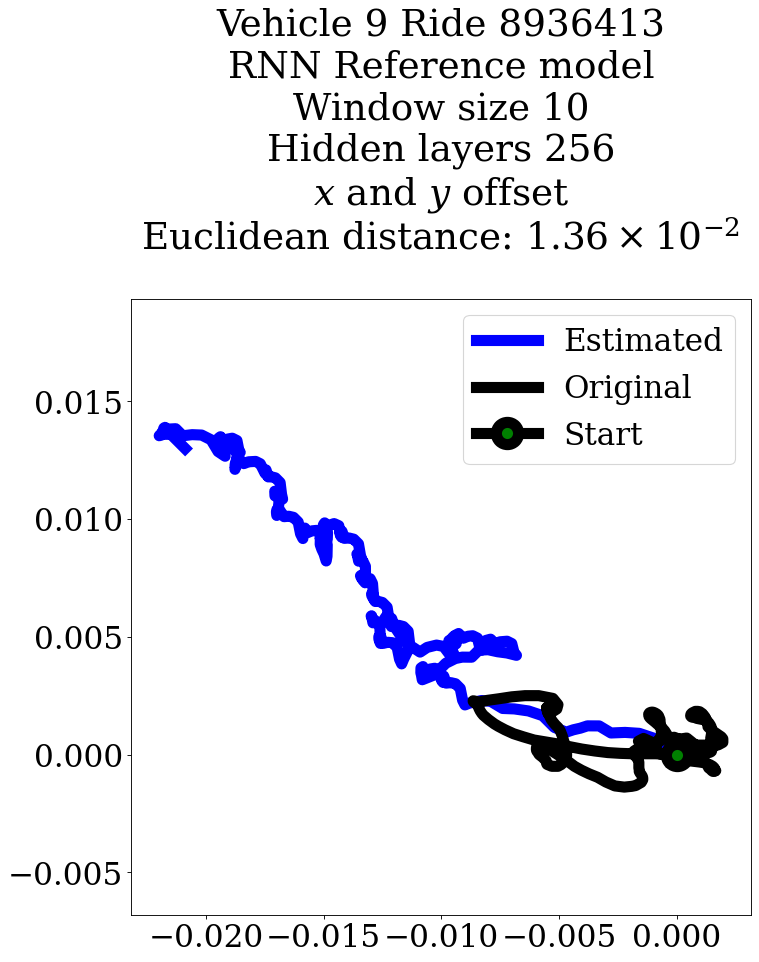 Vehicle 9 Ride 8936413
RNN Reference model
Window size 10
Hidden layers 256
x and y offset
Euclidean distance: 1.36 × 10⁻²
Estimated
Original
Start
0.015
0.010
0.005
0.000
−0.005
−0.020 −0.015 −0.010 −0.005 0.000